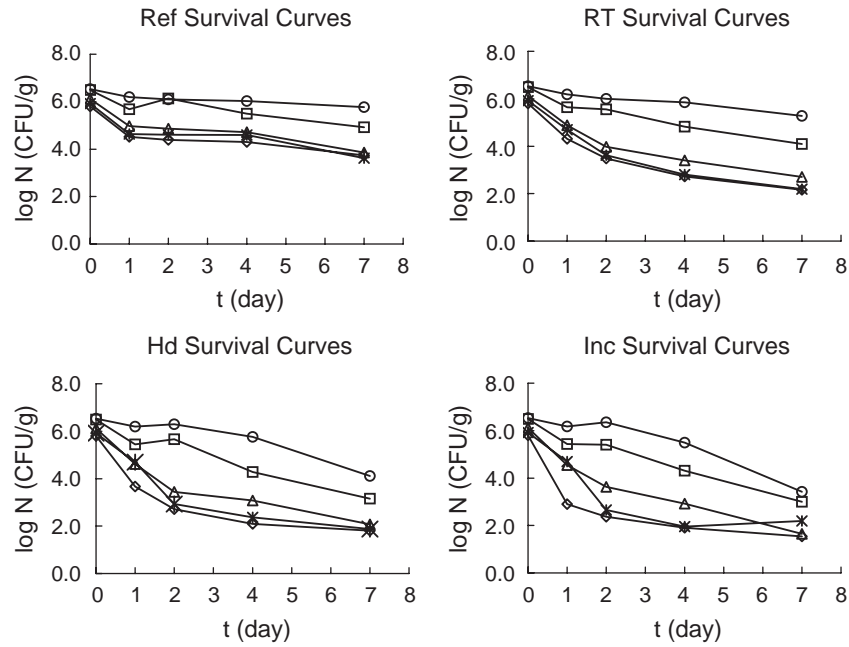 Ref Survival Curves
8.0
6.0
4.0
2.0
0.0
log N (CFU/g)
0 1 2 3 4 5 6 7 8
t (day)
RT Survival Curves
8.0
6.0
4.0
2.0
0.0
log N (CFU/g)
0 1 2 3 4 5 6 7 8
t (day)
Hd Survival Curves
8.0
6.0
4.0
2.0
0.0
log N (CFU/g)
0 1 2 3 4 5 6 7 8
t (day)
Inc Survival Curves
8.0
6.0
4.0
2.0
0.0
log N (CFU/g)
0 1 2 3 4 5 6 7 8
t (day)